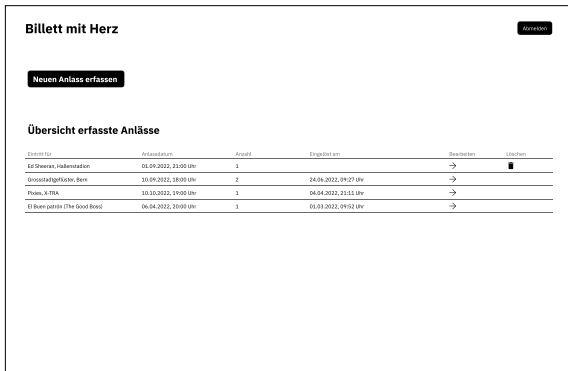 Billett mit Herz
Abmelden
Neuen Anlass erfassen
Übersicht erfasste Anlässe
Eintritt für Anlassdatum Anzahl Eingelöst am Bearbeiten Löschen
Ed Sheeran, Hallenstadion 01.09.2022, 21:00 Uhr 1
Grossstadtgeflüster, Bern 10.09.2022, 18:00 Uhr 2 24.06.2022, 09:27 Uhr
Pixies, X-TRA 10.10.2022, 19:00 Uhr 1 04.04.2022, 21:11 Uhr
El Buen patrón (The Good Boss) 06.04.2022, 20:00 Uhr 1 01.03.2022, 09:52 Uhr